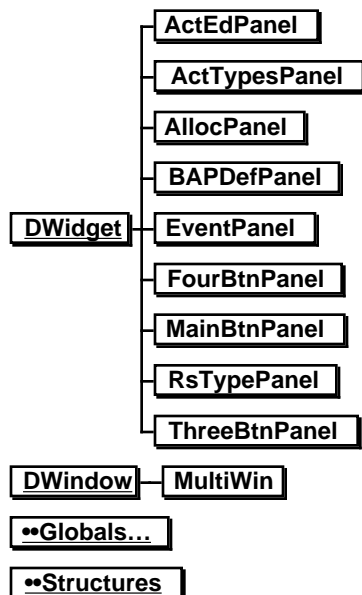 ActEdPanel
ActTypesPanel
AllocPanel
BAPDefPanel
DWidget EventPanel
FourBtnPanel
MainBtnPanel
RsTypePanel
ThreeBtnPanel
DWindow MultiWin
••Globals…
••Structures